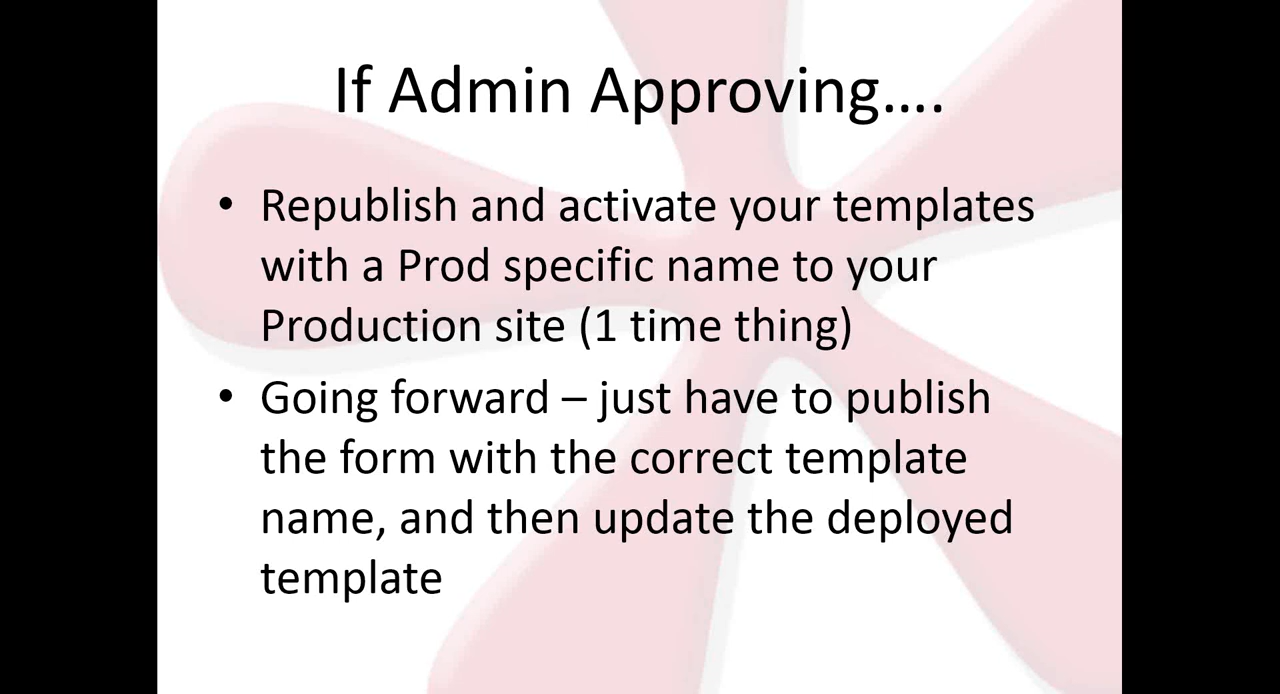 If Admin Approving....
• Republish and activate your templates
with a Prod specific name to your
Production site (1 time thing)
• Going forward – just have to publish
the form with the correct template
name, and then update the deployed
template